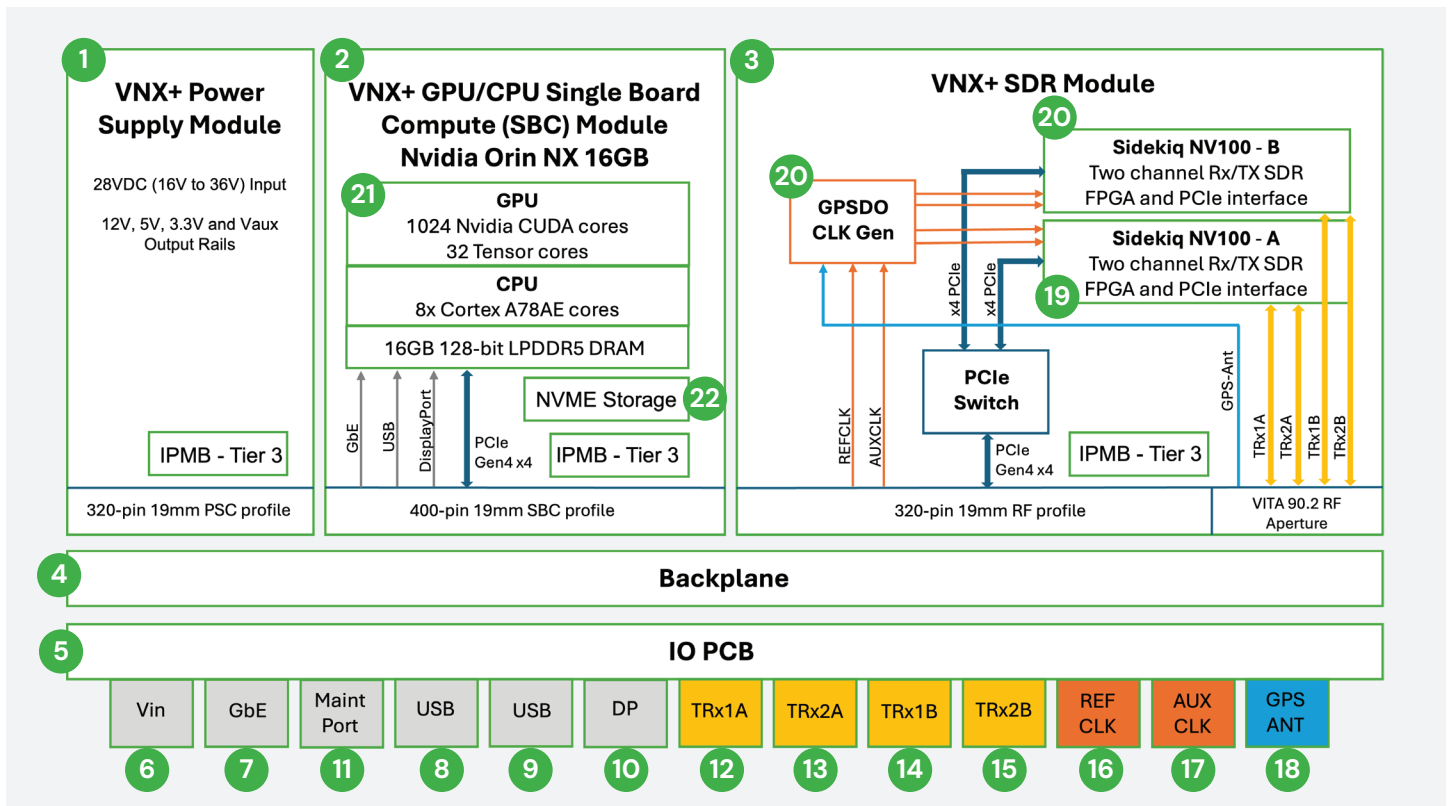 1
VNX+ Power
Supply Module
28VDC (16V to 36V) Input
12V, 5V, 3.3V and Vaux
Output Rails
IPMB - Tier 3
320-pin 19mm PSC profile
2
VNX+ GPU/CPU Single Board
Compute (SBC) Module
Nvidia Orin NX 16GB
21
GPU
1024 Nvidia CUDA cores
32 Tensor cores
CPU
8x Cortex A78AE cores
16GB 128-bit LPDDR5 DRAM
NVME Storage
22
GbE
USB
DisplayPort
PCIe
Gen4 x4
IPMB - Tier 3
400-pin 19mm SBC profile
3
VNX+ SDR Module
20
Sidekiq NV100 - B
Two channel Rx/TX SDR
FPGA and PCIe interface
20
GPSDO
CLK Gen
Sidekiq NV100 - A
Two channel Rx/TX SDR
FPGA and PCIe interface
19
x4 PCIe
x4 PCIe
PCIe
Switch
REFCLK
AUXCLK
PCIe
Gen4 x4
IPMB - Tier 3
GPS-Ant
TRx1A
TRx2A
TRx1B
TRx2B
320-pin 19mm RF profile
VITA 90.2 RF
Aperture
4
Backplane
5
IO PCB
Vin
GbE
Maint
Port
USB
USB
DP
TRx1A
TRx2A
TRx1B
TRx2B
REF
CLK
AUX
CLK
GPS
ANT
6
7
11
8
9
10
12
13
14
15
16
17
18